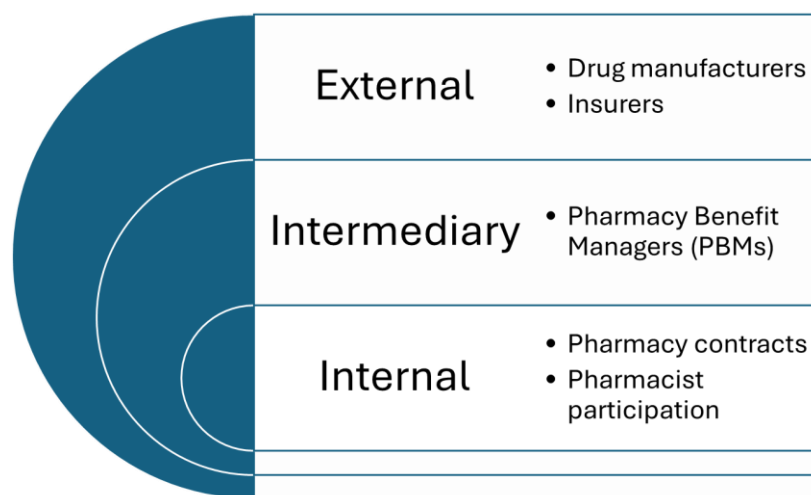 External
• Drug manufacturers
• Insurers
Intermediary
• Pharmacy Benefit
Managers (PBMs)
Internal
• Pharmacy contracts
• Pharmacist
participation